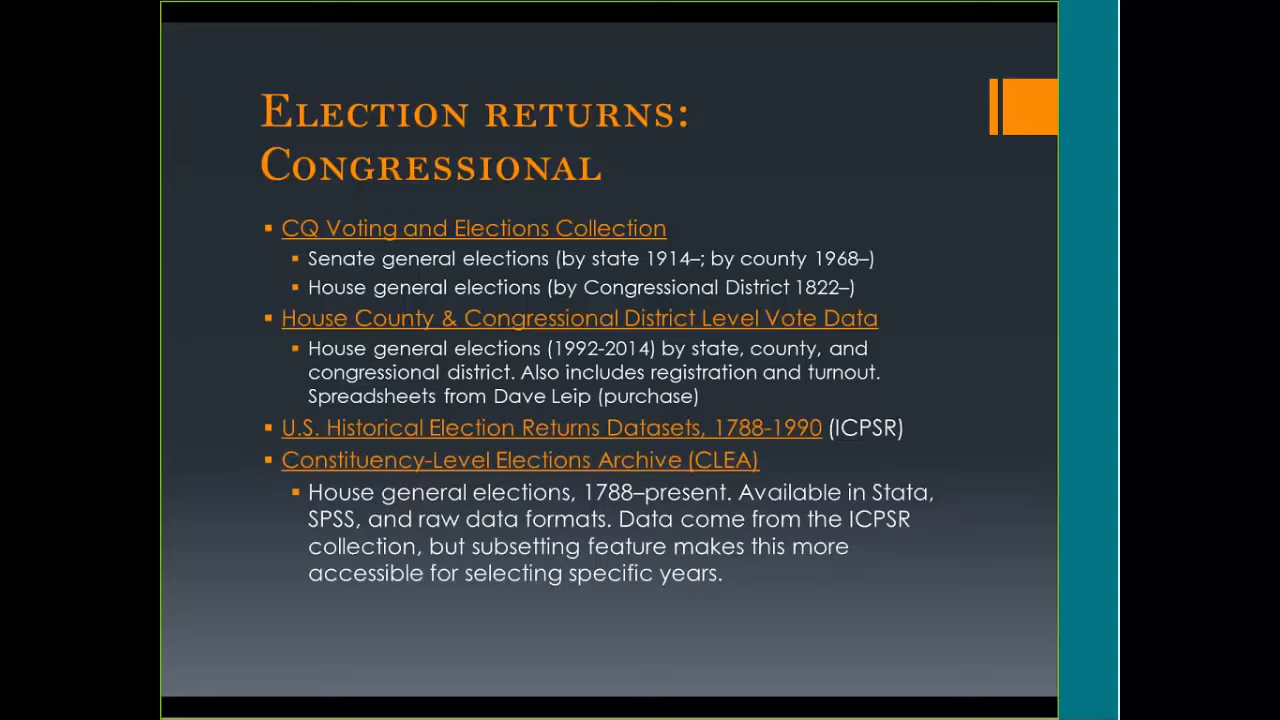 Election returns:
Congressional
▪ CQ Voting and Elections Collection
▪ Senate general elections (by state 1914–; by county 1968–)
▪ House general elections (by Congressional District 1822–)
▪ House County & Congressional District Level Vote Data
▪ House general elections (1992-2014) by state, county, and
congressional district. Also includes registration and turnout.
Spreadsheets from Dave Leip (purchase)
▪ U.S. Historical Election Returns Datasets, 1788-1990 (ICPSR)
▪ Constituency-Level Elections Archive (CLEA)
▪ House general elections, 1788–present. Available in Stata,
SPSS, and raw data formats. Data come from the ICPSR
collection, but subsetting feature makes this more
accessible for selecting specific years.